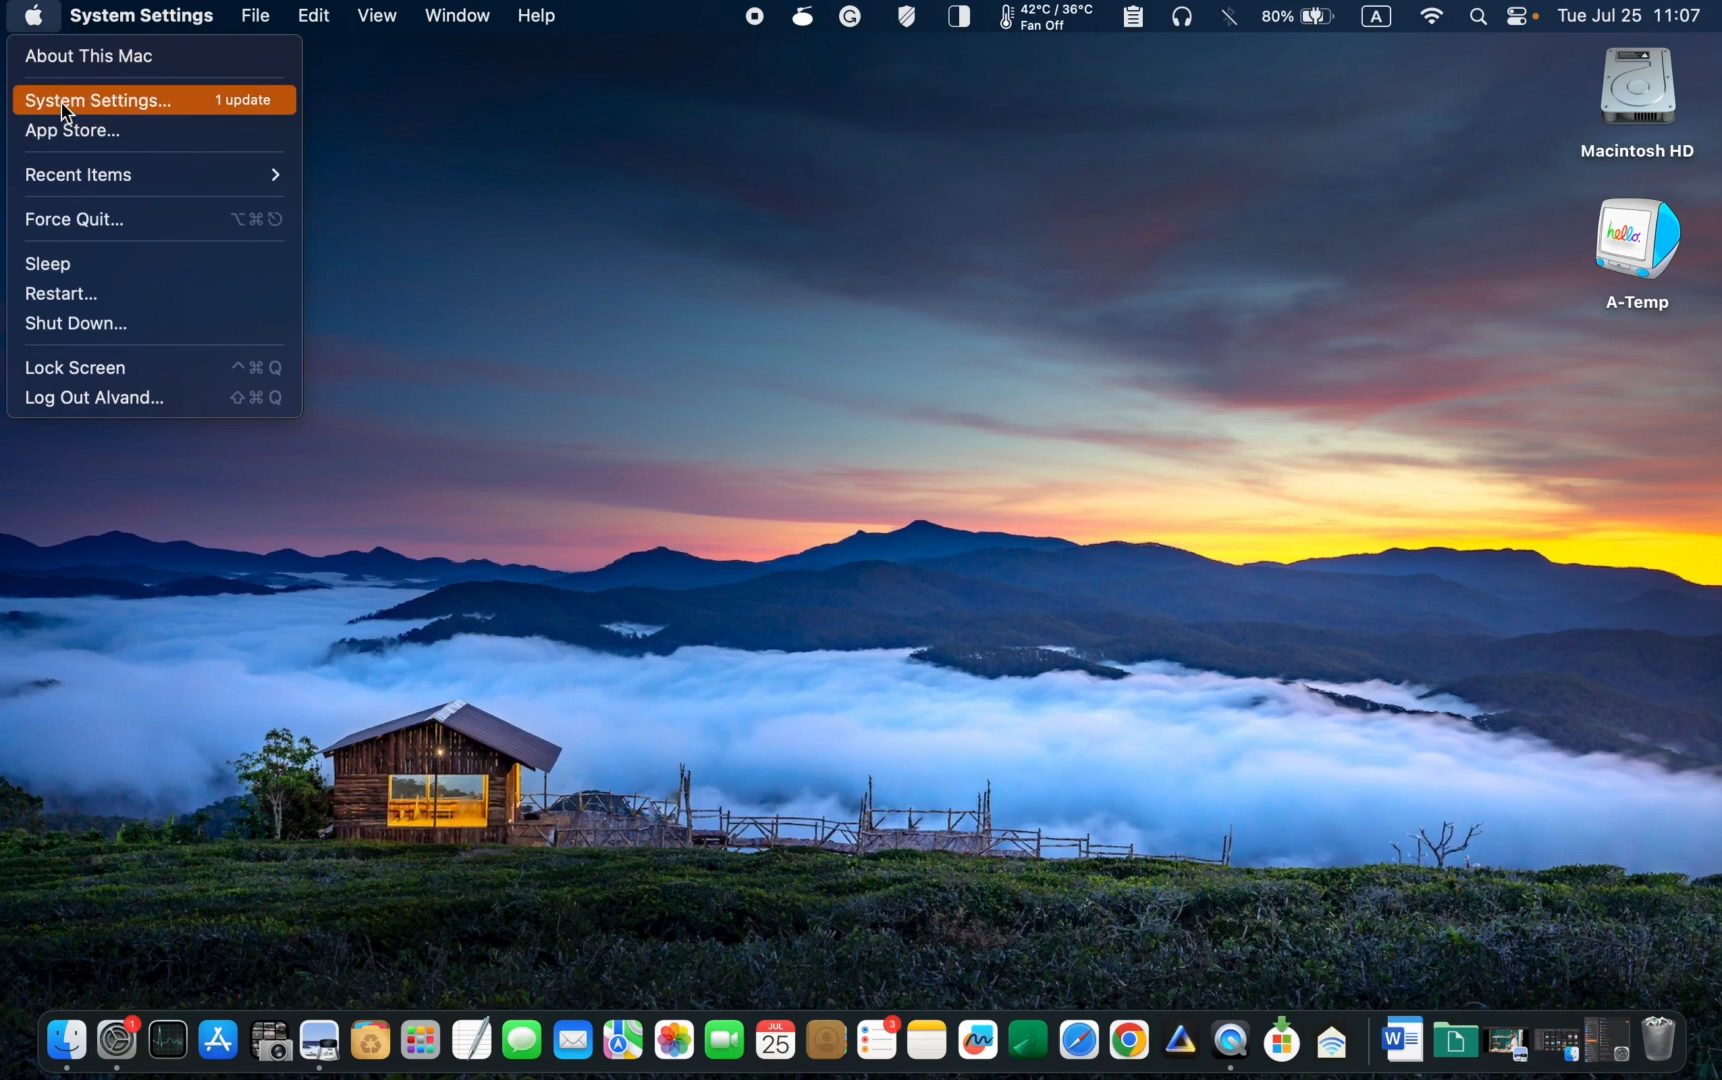 System Settings File Edit View Window Help 42°C / 36°C 80% A Tue Jul 25 11:07
Fan Off
About This Mac
System Settings... 1 update
App Store...
Recent Items
Force Quit... ⌥⌘⎋
Sleep
Restart...
Shut Down...
Lock Screen ^⌘Q
Log Out Alvand... ⇧⌘Q
Macintosh HD
hello.
A-Temp
1
JUL
25
3
W